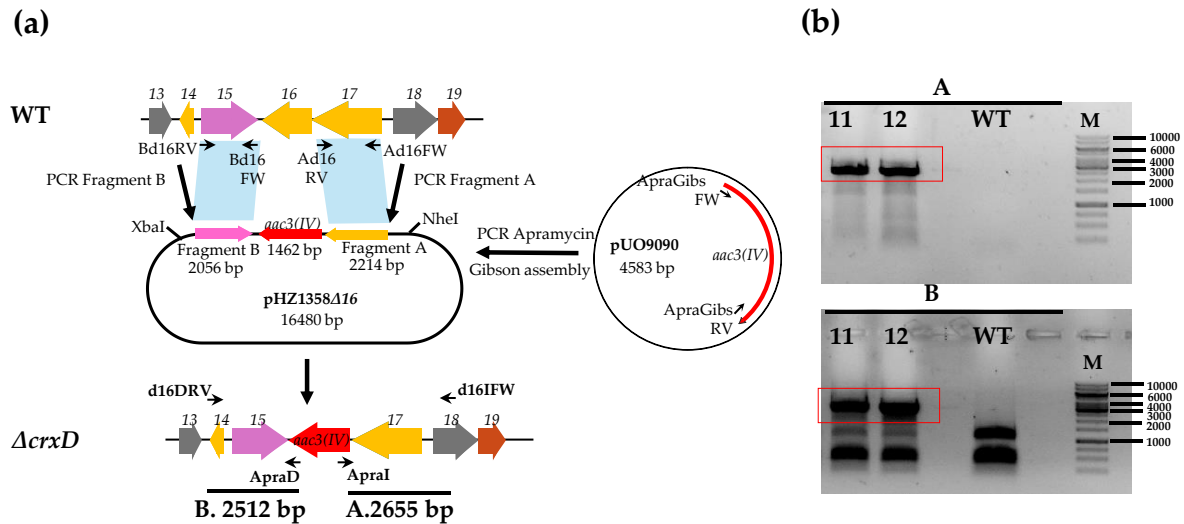 (a)
13 14 15 16 17 18 19
WT
Bd16RV
Bd16
FW
Ad16
RV
Ad16FW
PCR Fragment B
PCR Fragment A
XbaI
aac3(IV)
NheI
Fragment B
2056 bp
1462 bp
Fragment A
2214 bp
pHZ1358Δ16
16480 bp
PCR Apramycin
Gibson assembly
ApraGibs
FW
pUO9090
4583 bp
aac3(IV)
ApraGibs
RV
d16DRV
d16IFW
13 14 15 17 18 19
ΔcrxD
aac3(IV)
ApraD
ApraI
B. 2512 bp
A.2655 bp
(b)
A
11 12 WT M
10000
6000
4000
3000
2000
1000
B
11 12 WT
M
10000
6000
4000
3000
2000
1000